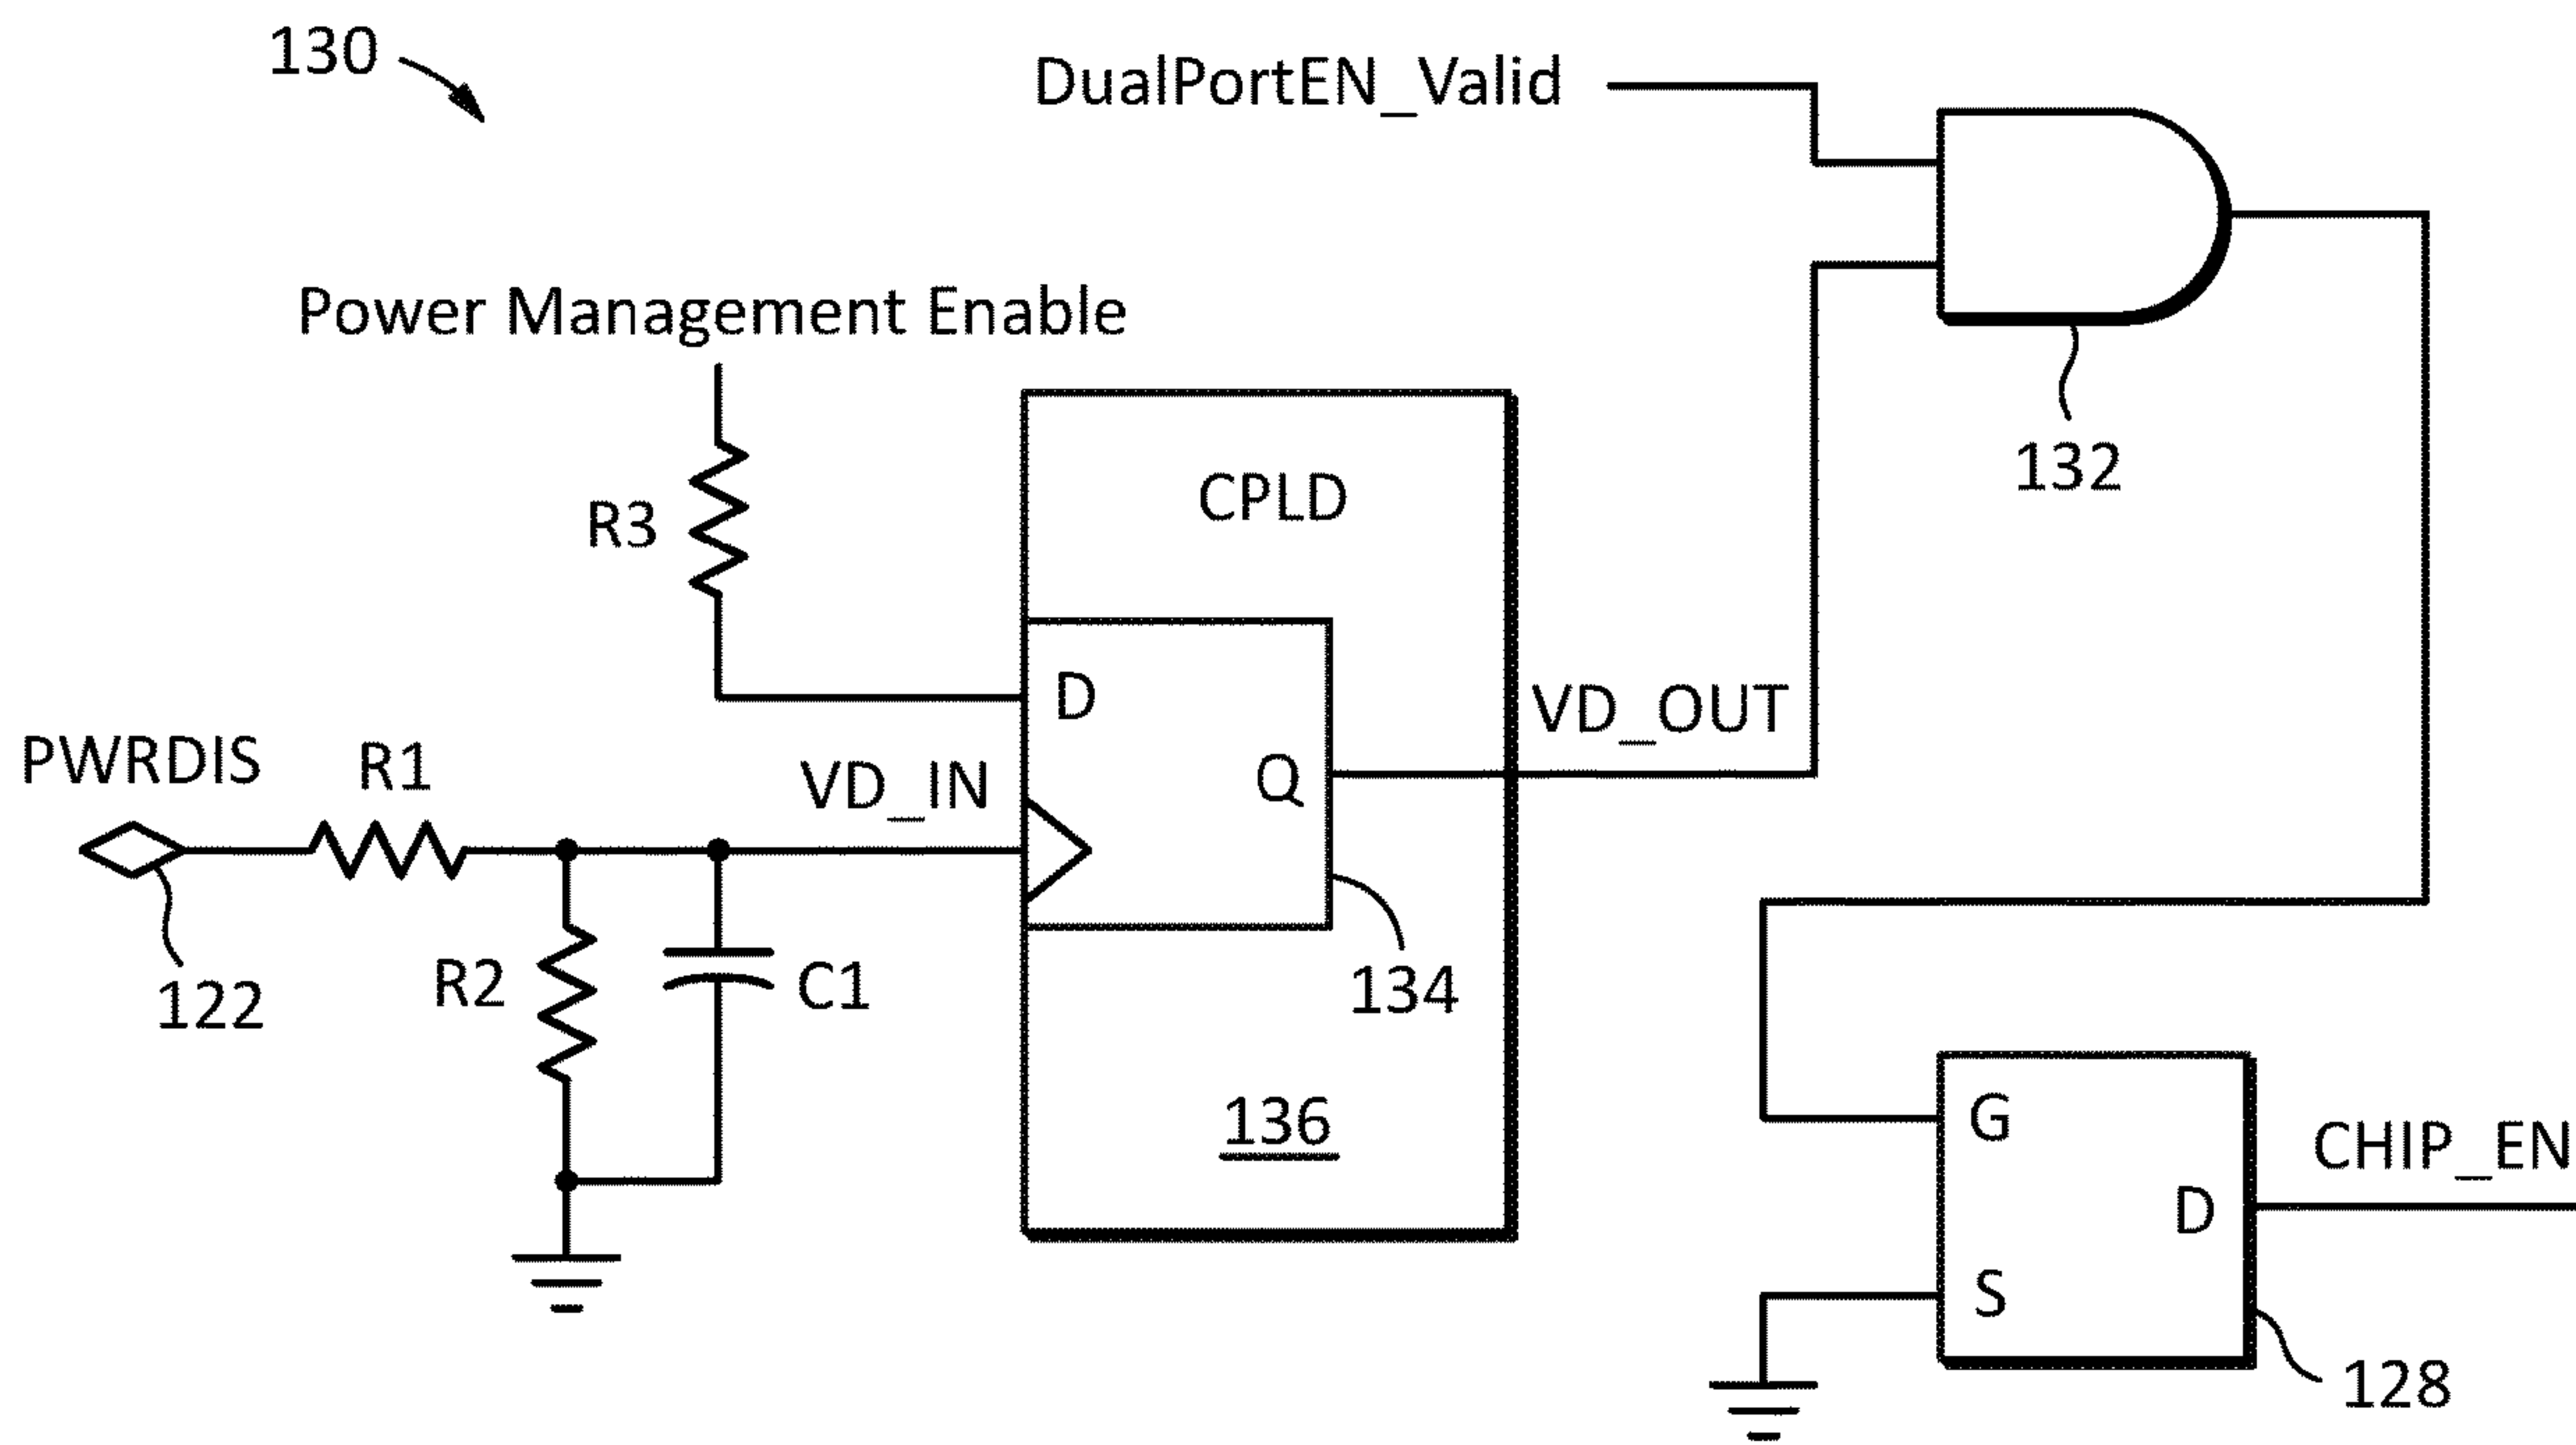 130
DualPortEN_Valid
Power Management Enable
132
CPLD
R3
D
VD_OUT
PWRDIS
R1
VD_IN
Q
122
R2
C1
134
136
G
CHIP_EN
D
S
128